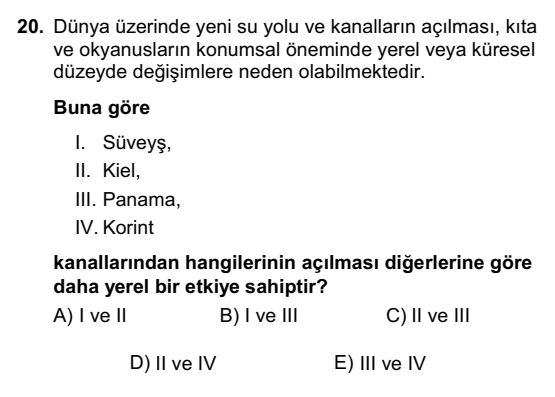 20. Dünya üzerinde yeni su yolu ve kanalların açılması, kıta
ve okyanusların konumsal öneminde yerel veya küresel
düzeyde değişimlere neden olabilmektedir.
Buna göre
I. Süveyş,
II. Kiel,
III. Panama,
IV. Korint
kanallarından hangilerinin açılması diğerlerine göre
daha yerel bir etkiye sahiptir?
A) I ve II B) I ve III C) II ve III
D) II ve IV E) III ve IV